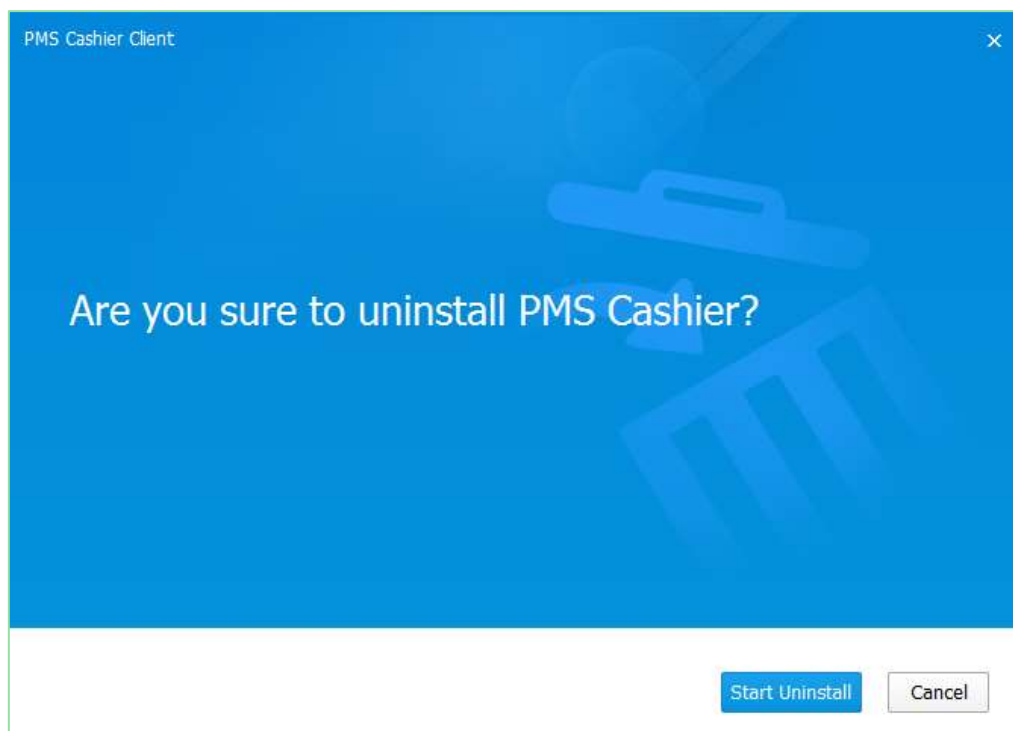 PMS Cashier Client
Are you sure to uninstall PMS Cashier?
Start Uninstall
Cancel